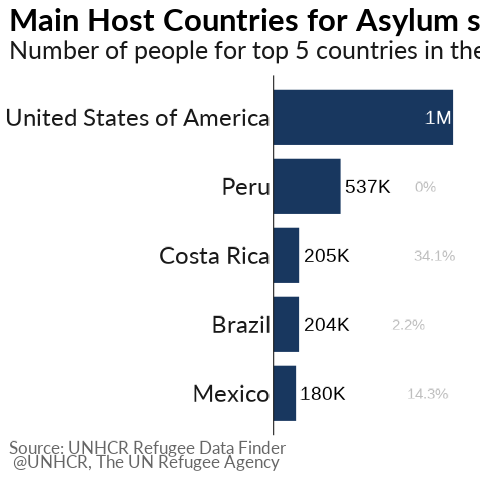 Main Host Countries for Asylum s
Number of people for top 5 countries in the
United States of America 1M
Peru 537K 0%
Costa Rica 205K 34.1%
Brazil 204K 2.2%
Mexico 180K 14.3%
Source: UNHCR Refugee Data Finder
@UNHCR, The UN Refugee Agency